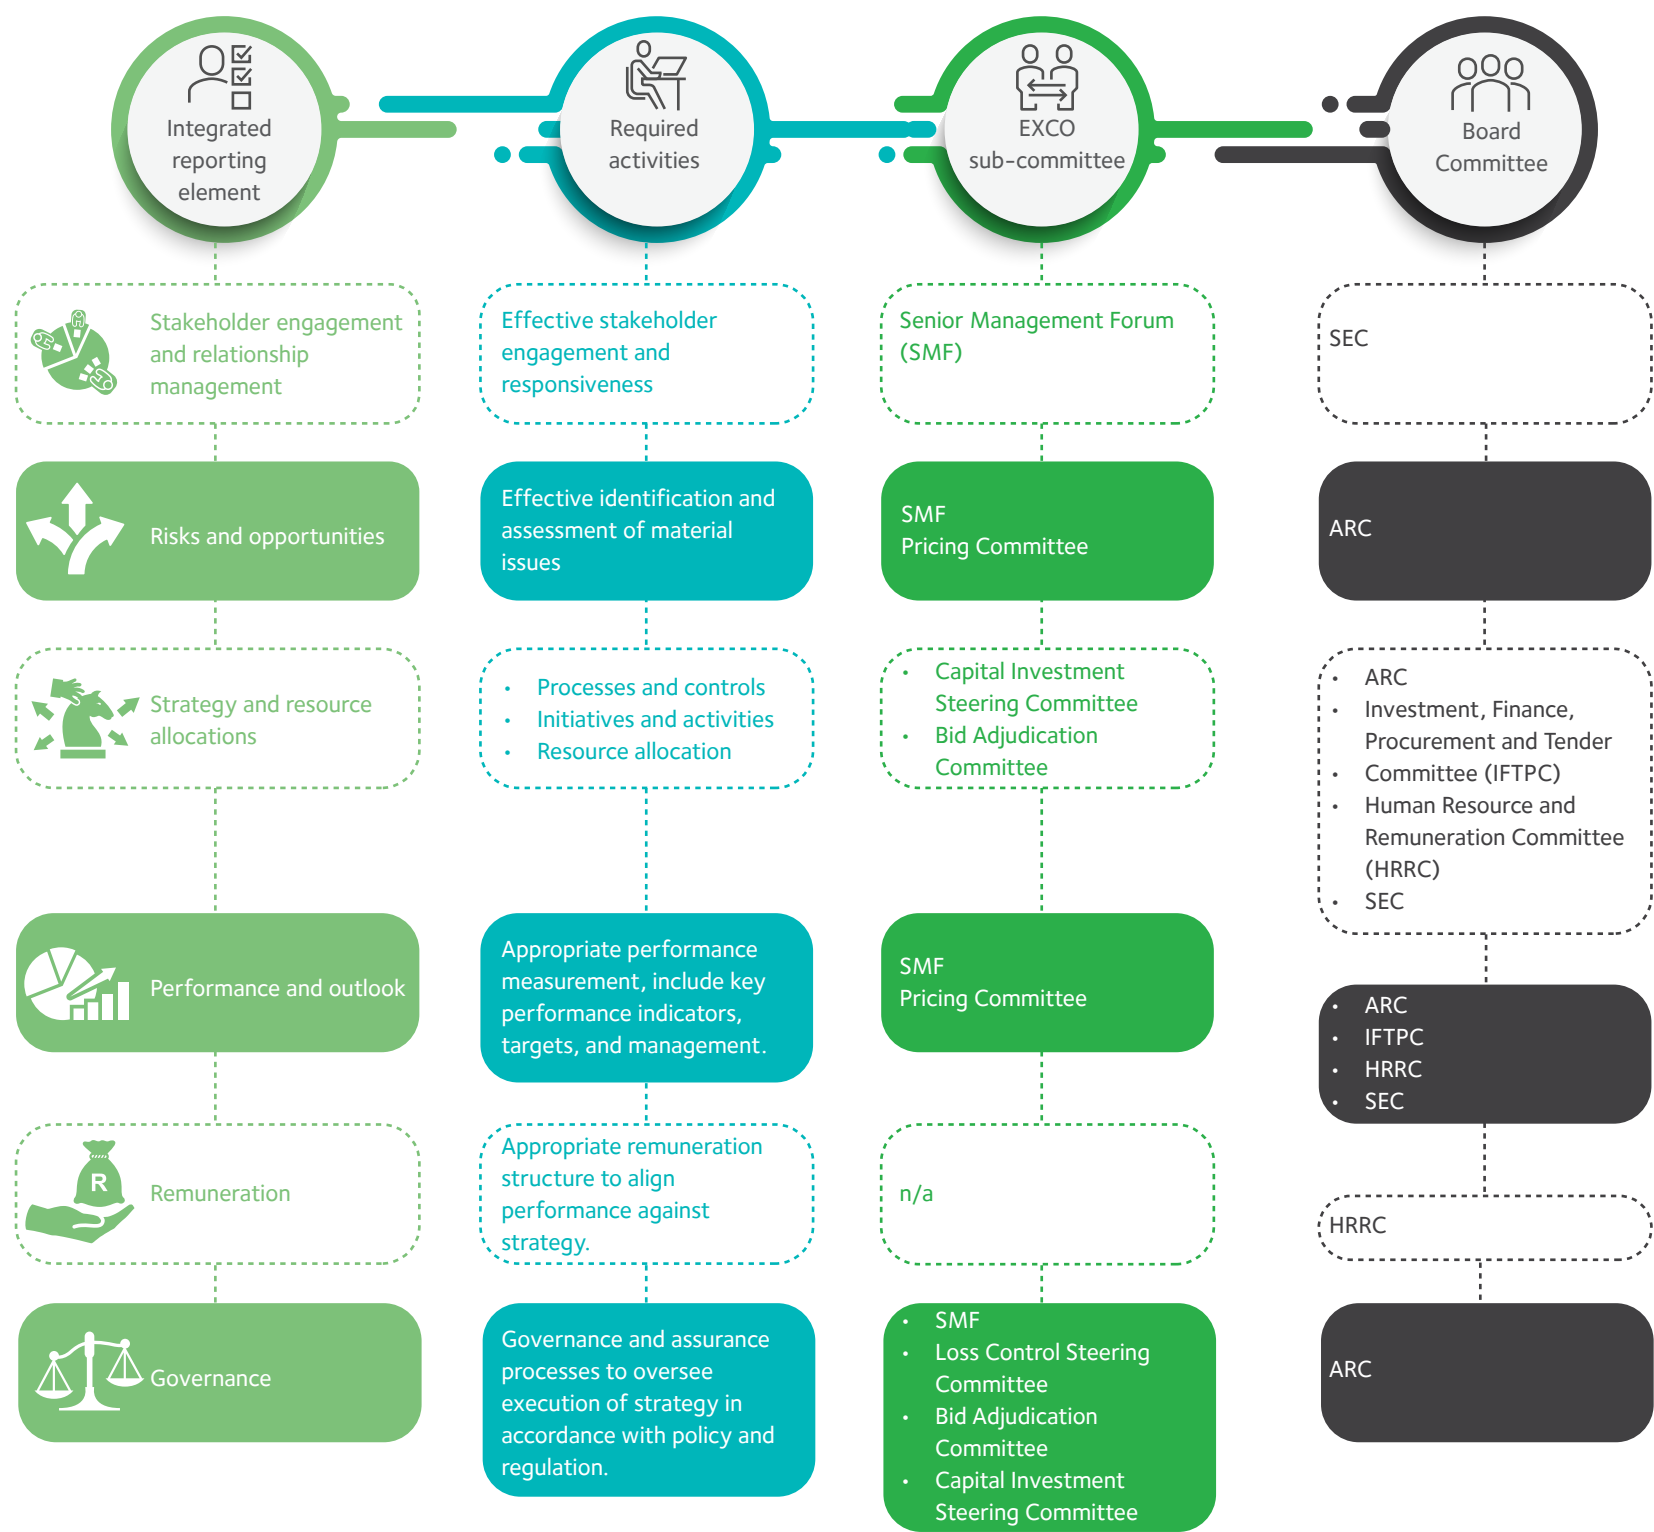 Integrated
reporting
element
Required
activities
EXCO
sub-committee
Board
Committee
Stakeholder engagement
and relationship
management
Effective stakeholder
engagement and
responsiveness
Senior Management Forum
(SMF)
SEC
Risks and opportunities
Effective identification and
assessment of material
issues
SMF
Pricing Committee
ARC
Strategy and resource
allocations
• Processes and controls
• Initiatives and activities
• Resource allocation
• Capital Investment
Steering Committee
• Bid Adjudication
Committee
• ARC
• Investment, Finance,
Procurement and Tender
• Committee (IFTPC)
• Human Resource and
Remuneration Committee
(HRRC)
• SEC
Performance and outlook
Appropriate performance
measurement, include key
performance indicators,
targets, and management.
SMF
Pricing Committee
• ARC
• IFTPC
• HRRC
• SEC
R
Remuneration
Appropriate remuneration
structure to align
performance against
strategy.
n/a
HRRC
Governance
Governance and assurance
processes to oversee
execution of strategy in
accordance with policy and
regulation.
• SMF
• Loss Control Steering
Committee
• Bid Adjudication
Committee
• Capital Investment
Steering Committee
ARC